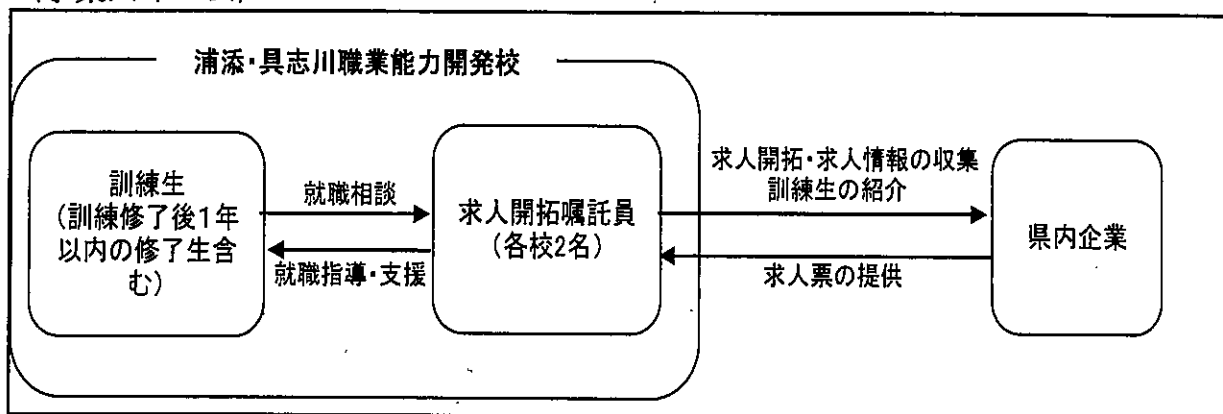 浦添・具志川職業能力開発校
訓練生
(訓練修了後1年
以内の修了生含
む)
就職相談
就職指導・支援
求人開拓嘱託員
(各校2名)
求人開拓・求人情報の収集
訓練生の紹介
求人票の提供
県内企業